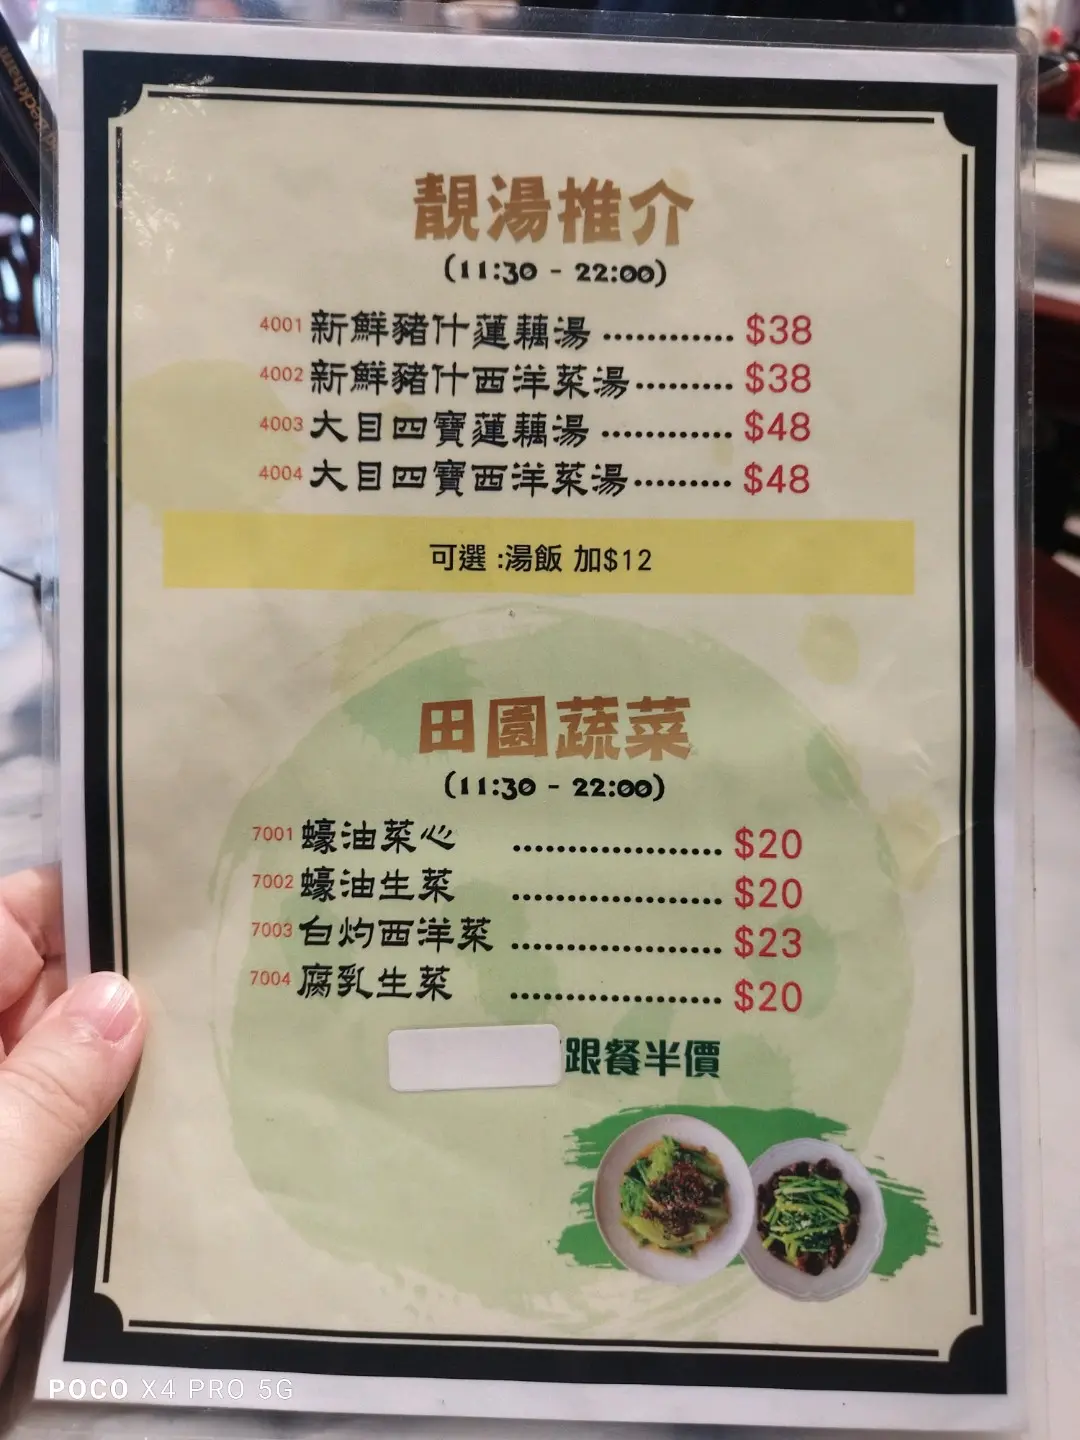 靚湯推介
(11:30 - 22:00)
4001 新鮮豬什蓮藕湯 ............ $38
4002 新鮮豬什西洋菜湯......... $38
4003 大目四寶蓮藕湯 ............ $48
4004 大目四寶西洋菜湯......... $48
可選 :湯飯 加$12
田園蔬菜
(11:30 - 22:00)
7001 蠔油菜心 ................... $20
7002 蠔油生菜 ................... $20
7003 白灼西洋菜 ................... $23
7004 腐乳生菜 ................... $20
跟餐半價
POCO X4 PRO 5G